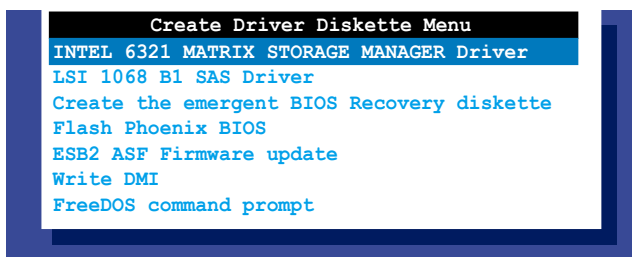 Create Driver Diskette Menu
INTEL 6321 MATRIX STORAGE MANAGER Driver
LSI 1068 B1 SAS Driver
Create the emergent BIOS Recovery diskette
Flash Phoenix BIOS
ESB2 ASF Firmware update
Write DMI
FreeDOS command prompt